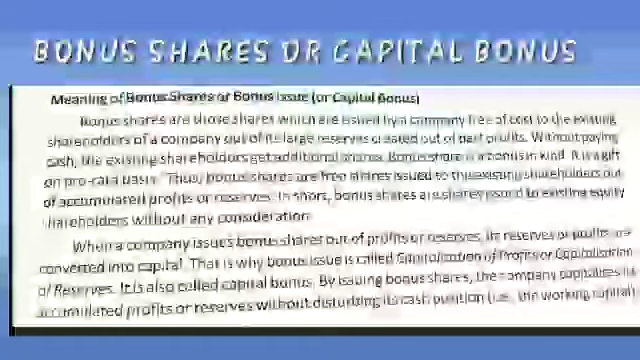 BONUS SHARES OR CAPITAL BONUS
Meaning of Bonus Shares or Bonus Issue (or Capital Bonus)
Bonus shares are those shares which are issued by a company free of cost to the existing
shareholders of a company out of its large reserves created out of past profits. Without paying
cash, the existing shareholders get additional shares. Bonus share is a bonus in kind. It is a gift
on pro-rata basis. Thus, bonus shares are free shares issued to the existing shareholders out
of accumulated profits or reserves. In short, bonus shares are shares issued to existing equity
shareholders without any consideration.
When a company issues bonus shares out of profits or reserves, its reserves or profits are
converted into capital. That is why bonus issue is called Capitalisation of Profits or Capitalisation
of Reserves. It is also called capital bonus. By issuing bonus shares, the company capitalises its
accumulated profits or reserves without disturbing its cash position (i.e., the working capital)